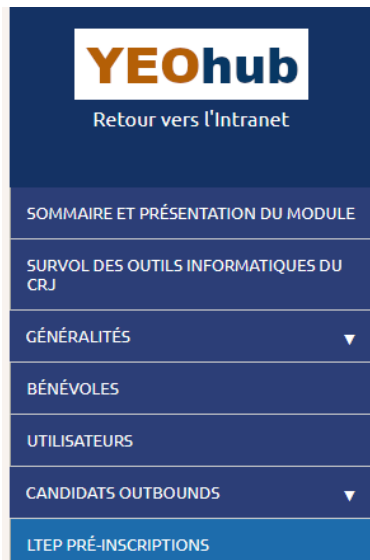 YEOhub
Retour vers l'Intranet
SOMMAIRE ET PRÉSENTATION DU MODULE
SURVOL DES OUTILS INFORMATIQUES DU
CRJ
GÉNÉRALITÉS ▼
BÉNÉVOLES
UTILISATEURS
CANDIDATS OUTBOUNDS ▼
LTEP PRÉ-INSCRIPTIONS